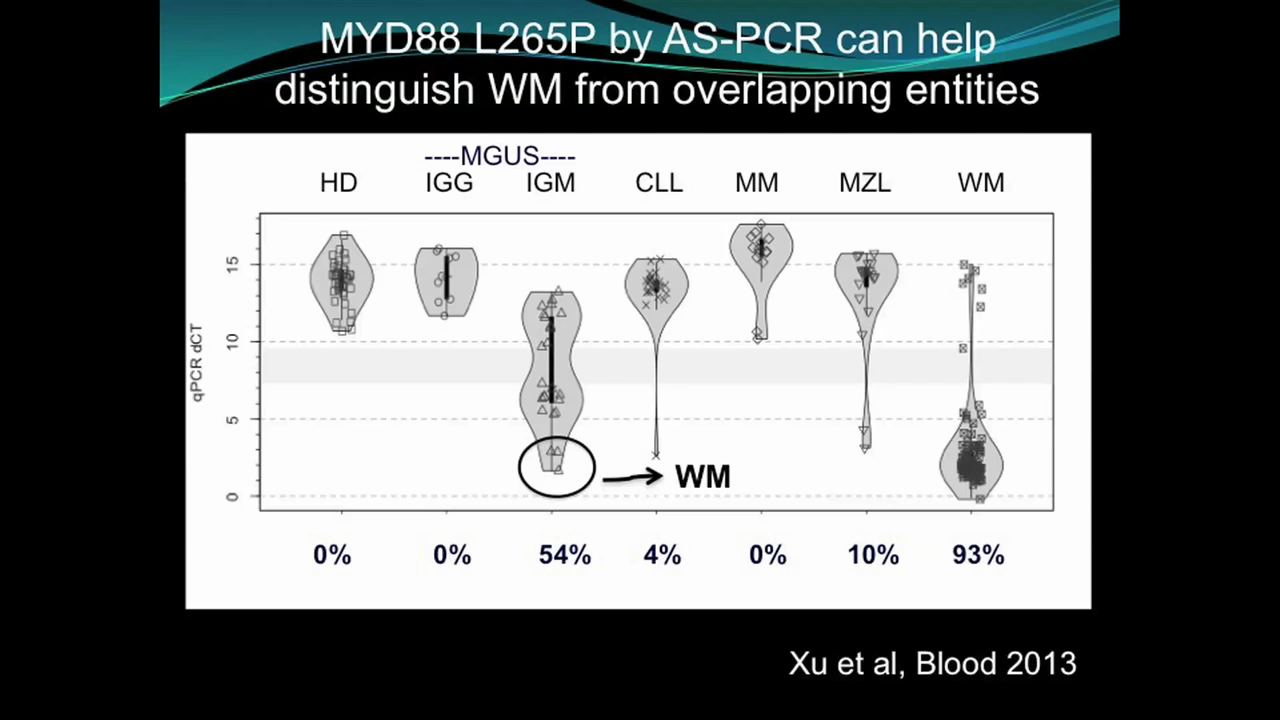 MYD88 L265P by AS-PCR can help
distinguish WM from overlapping entities
----MGUS----
HD IGG IGM CLL MM MZL WM
qPCR dCT
15
10
5
0
WM
0% 0% 54% 4% 0% 10% 93%
Xu et al, Blood 2013